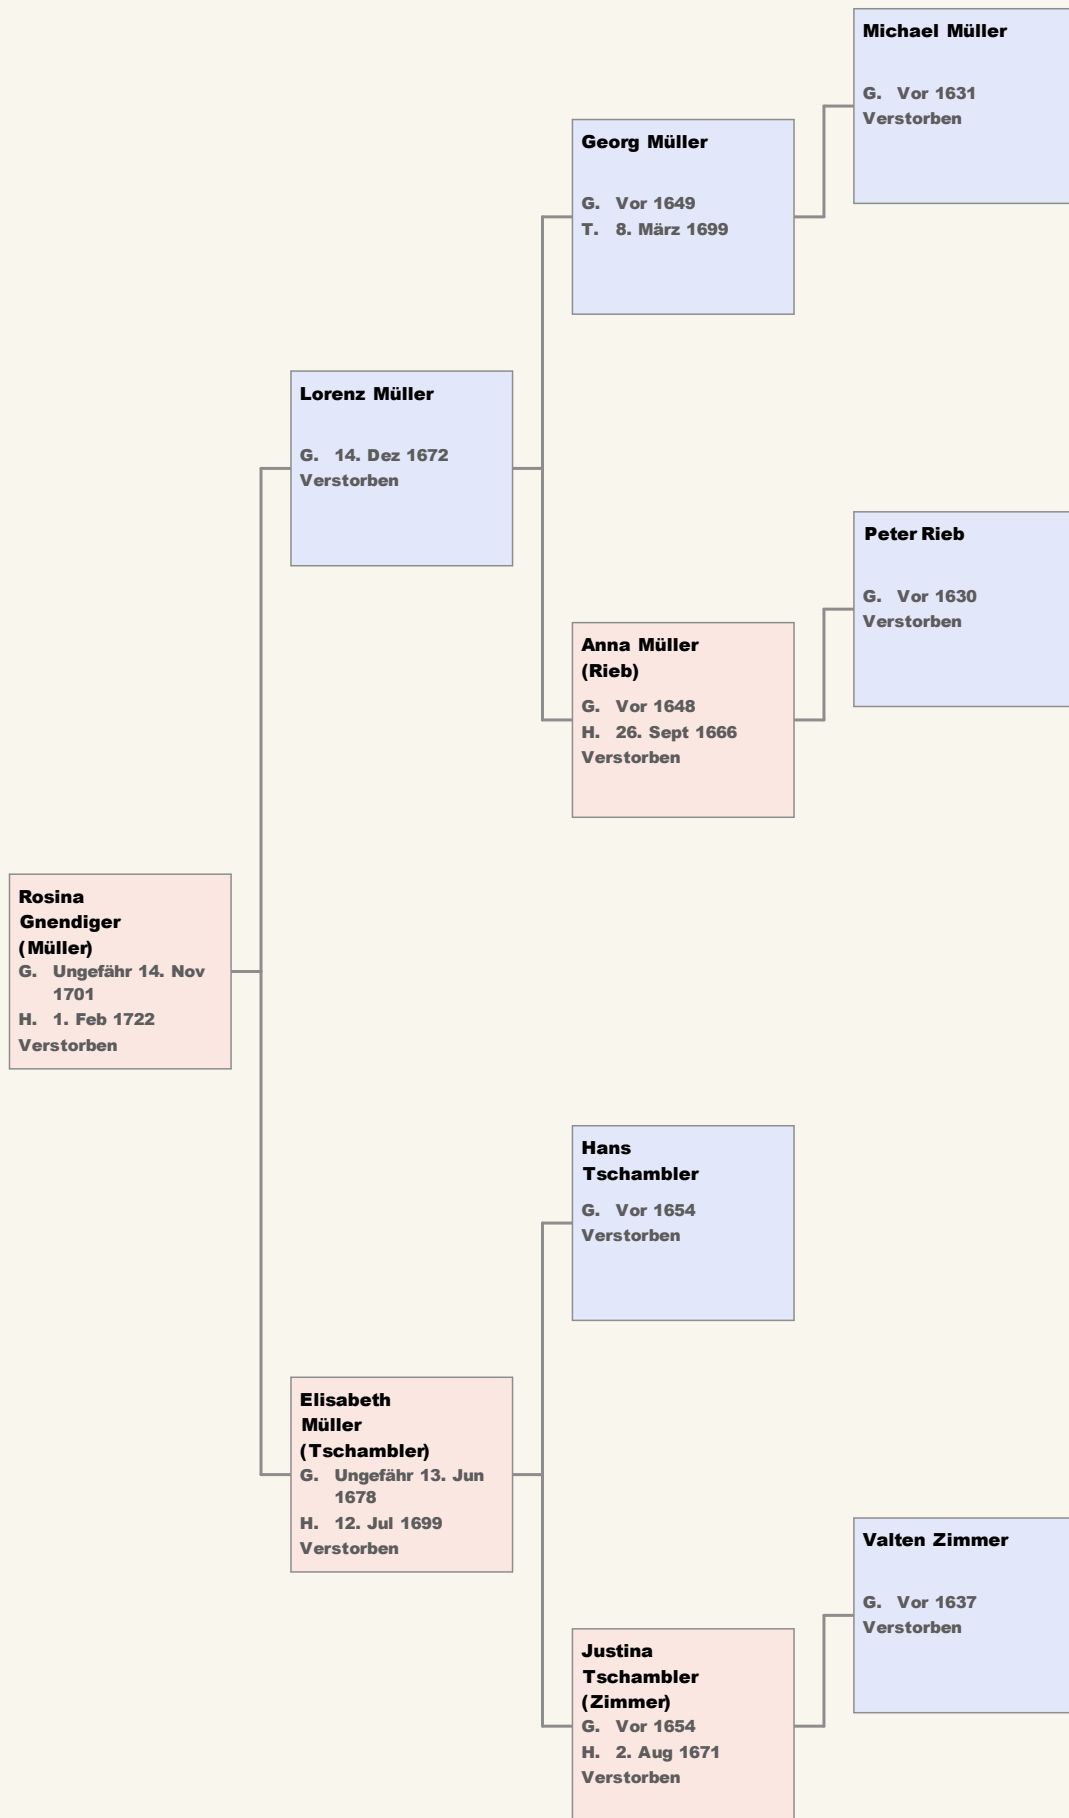 Michael Müller
G. Vor 1631
Verstorben
Georg Müller
G. Vor 1649
T. 8. März 1699
Lorenz Müller
G. 14. Dez 1672
Verstorben
Peter Rieb
G. Vor 1630
Verstorben
Anna Müller
(Rieb)
G. Vor 1648
H. 26. Sept 1666
Verstorben
Rosina
Gnendiger
(Müller)
G. Ungefähr 14. Nov
1701
H. 1. Feb 1722
Verstorben
Hans
Tschambler
G. Vor 1654
Verstorben
Elisabeth
Müller
(Tschambler)
G. Ungefähr 13. Jun
1678
H. 12. Jul 1699
Verstorben
Valten Zimmer
G. Vor 1637
Verstorben
Justina
Tschambler
(Zimmer)
G. Vor 1654
H. 2. Aug 1671
Verstorben